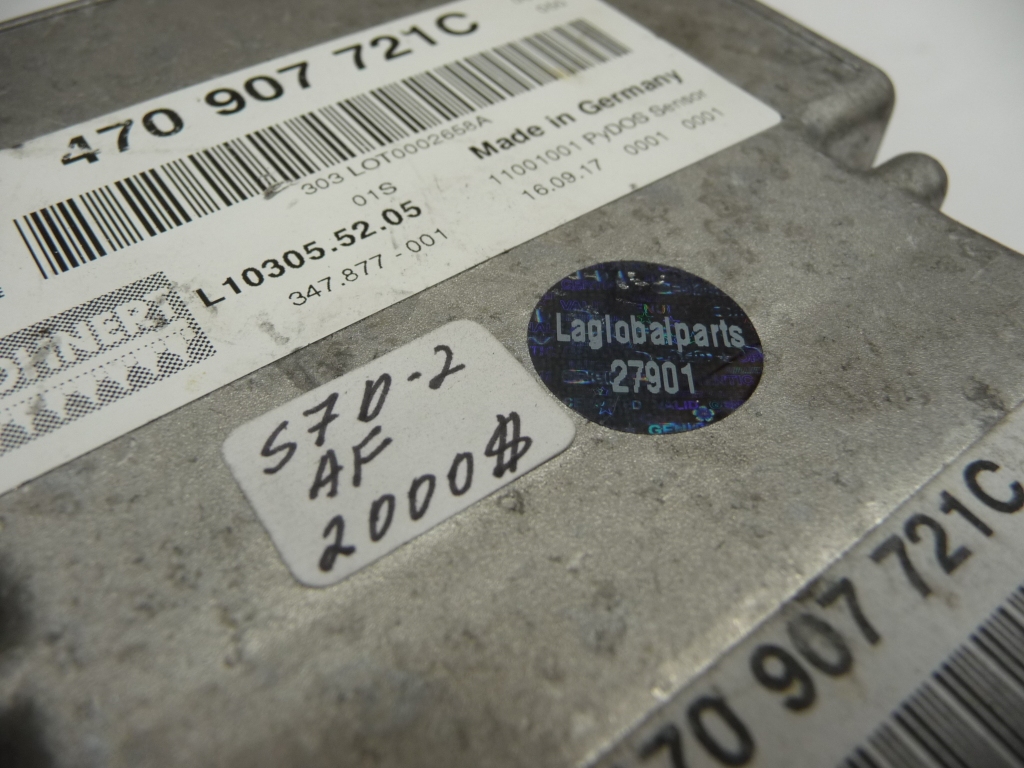 470 907 721C
303 LOT0002658A
01S
Made in Germany
11001001 PyDOS Sensor
16.09.17 0001 0001
L10305.52.05
347.877-001
S7D-2
AF
2000$
Laglobalparts
27901
70 907 721C